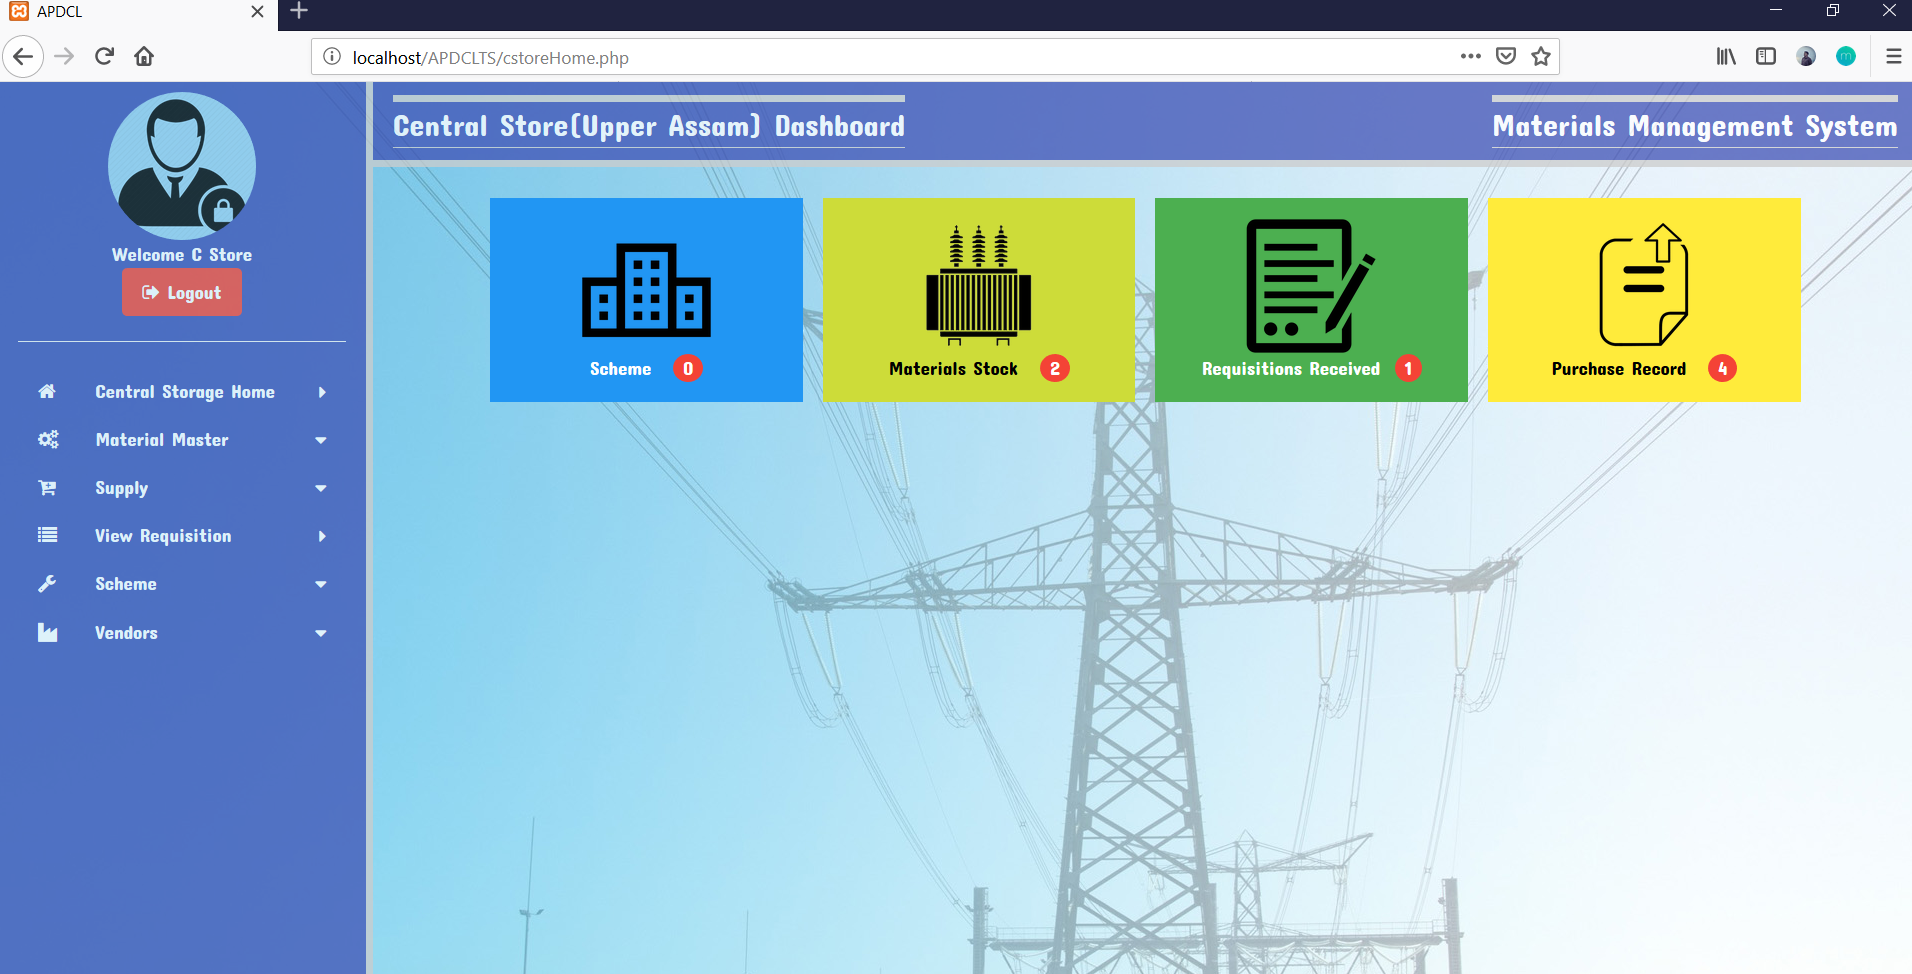 APDCL
localhost/APDCLTS/cstoreHome.php
Central Store(Upper Assam) Dashboard
Materials Management System
Welcome C Store
Logout
Central Storage Home
Material Master
Supply
View Requisition
Scheme
Vendors
Scheme 0
Materials Stock 2
Requisitions Received 1
Purchase Record 4